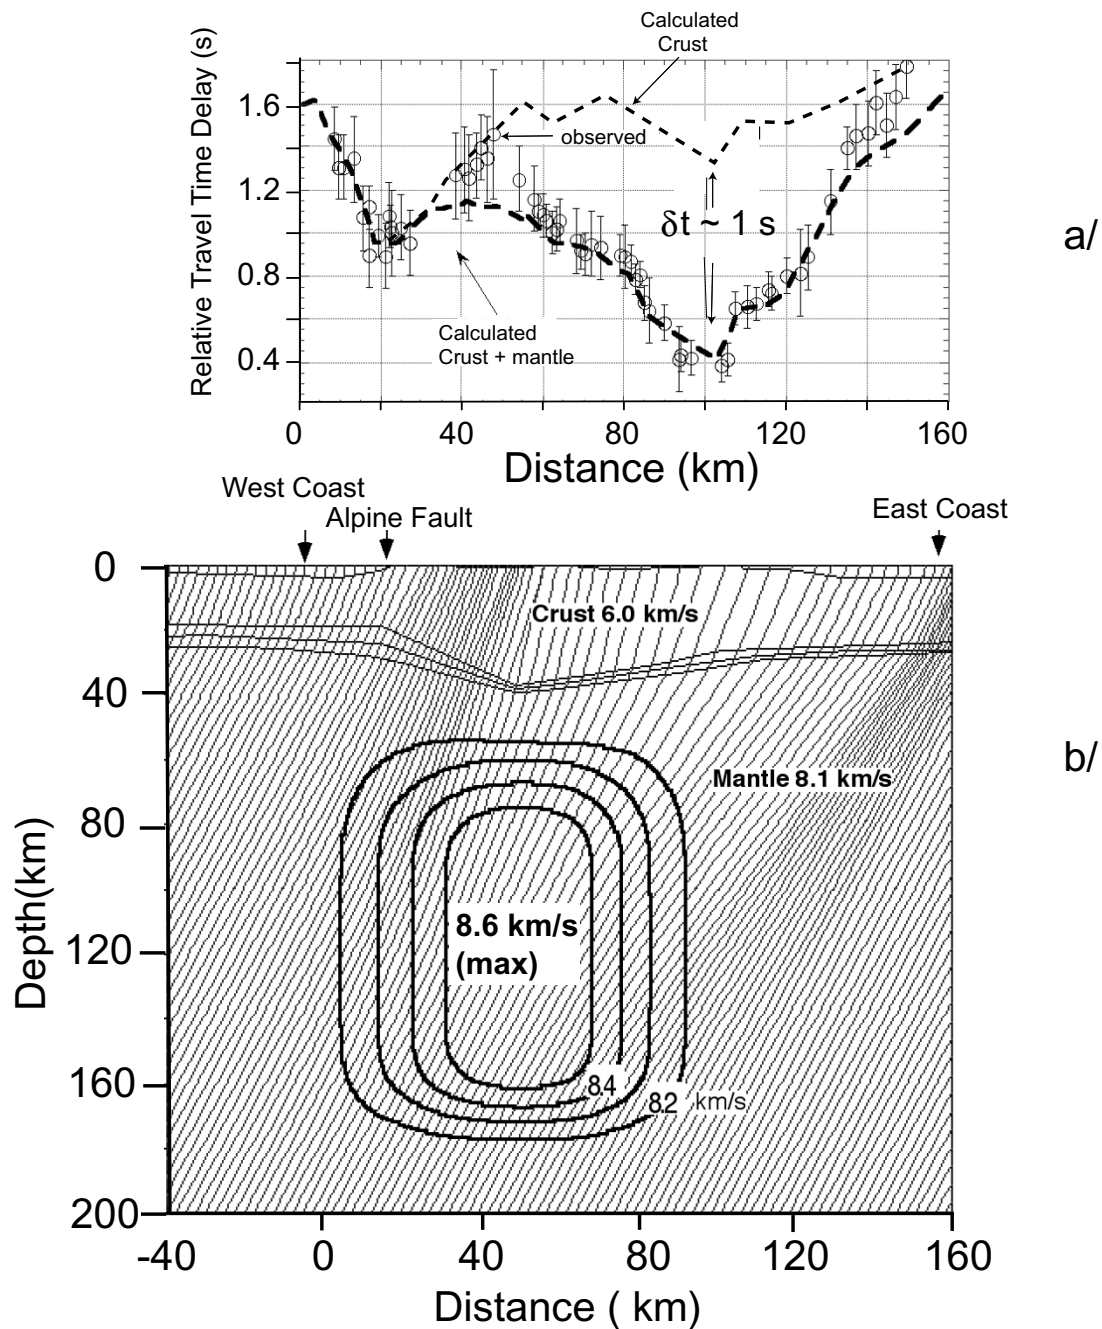 Calculated
Crust
Relative Travel Time Delay (s)
1.6
observed
1.2
δt ~ 1 s
a/
0.8
Calculated
Crust + mantle
0.4
0 40 80 120 160
Distance (km)
West Coast
Alpine Fault
East Coast
0
Crust 6.0 km/s
40
Mantle 8.1 km/s
b/
80
Depth(km)
8.6 km/s
(max)
120
160
8.4
8.2 km/s
200
-40 0 40 80 120 160
Distance ( km)